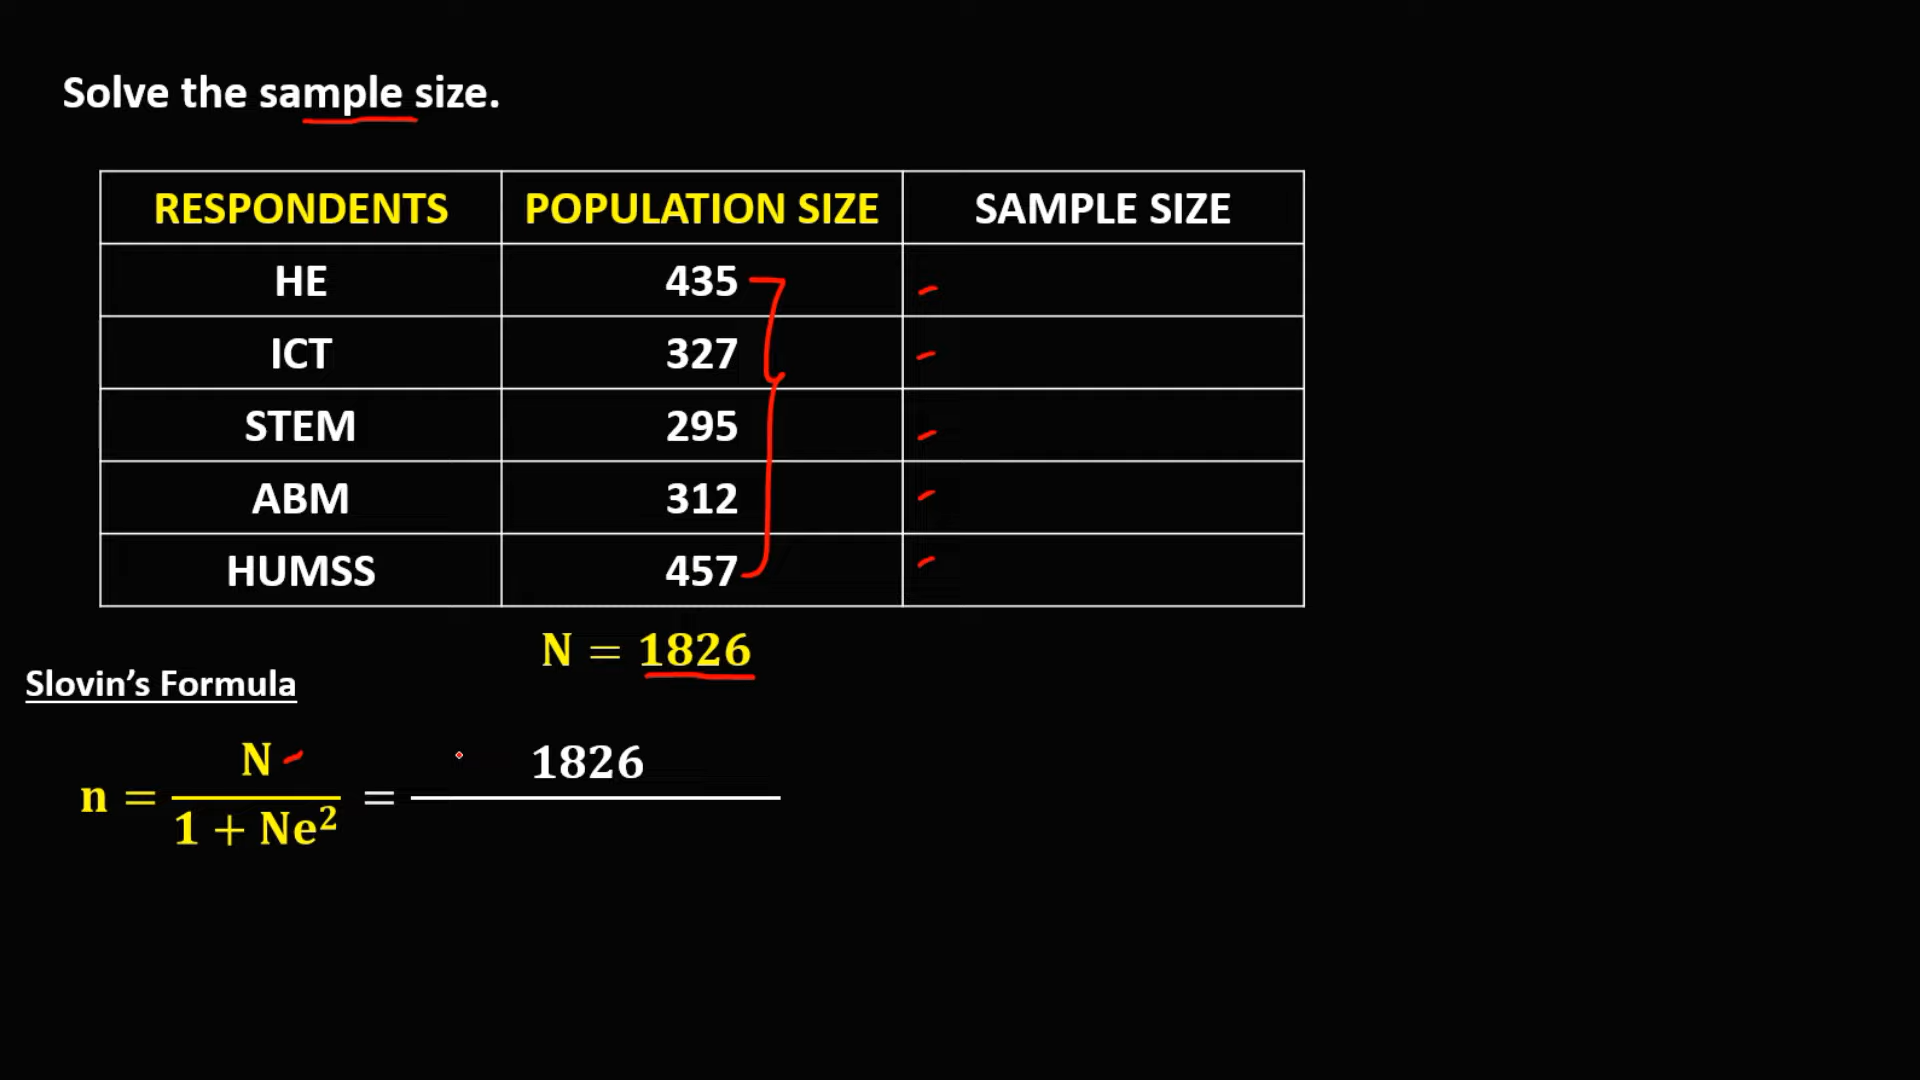 Solve the sample size.
RESPONDENTS POPULATION SIZE SAMPLE SIZE
HE 435
ICT 327
STEM 295
ABM 312
HUMSS 457
N = 1826
Slovin’s Formula
n = N / 1 + Ne² = 1826